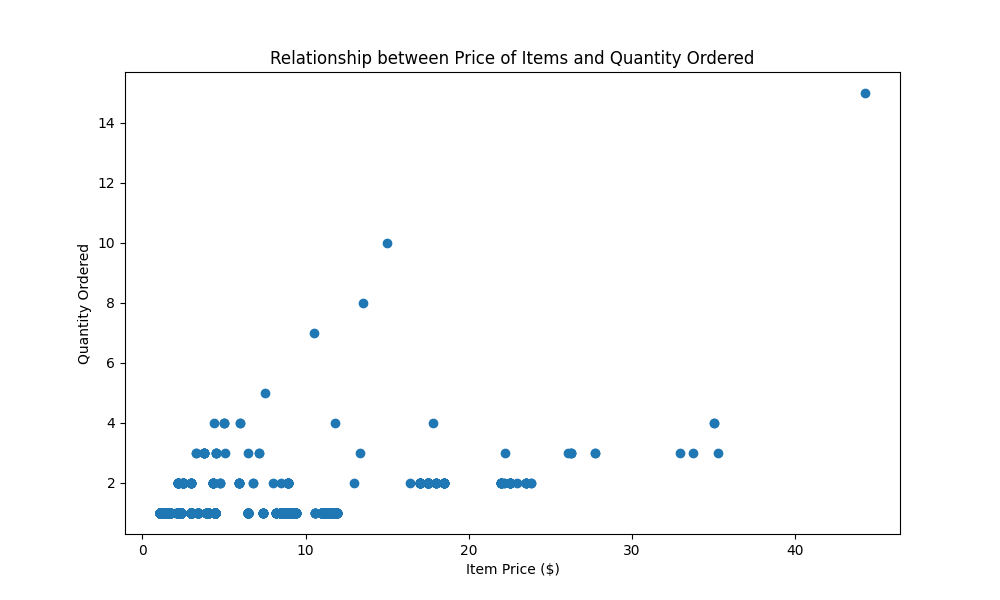 Relationship between Price of Items and Quantity Ordered
14
12
10
8
6
4
2
Quantity Ordered
0 10 20 30 40
Item Price ($)